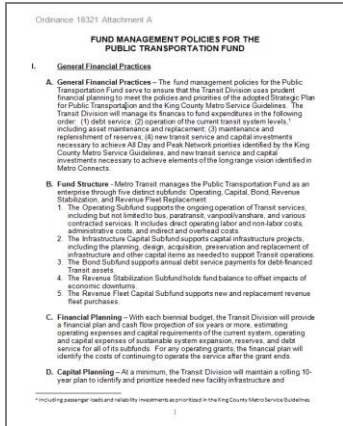 Ordinance 18321 Attachment A
FUND MANAGEMENT POLICIES FOR THE
PUBLIC TRANSPORTATION FUND
I. General Financial Practices
A. General Financial Practices – The fund management policies for the Public
Transportation Fund serve to ensure that the Transit Division uses prudent
financial planning to meet the policies and priorities of the adopted Strategic Plan
for Public Transportation and the King County Metro Service Guidelines. The
Transit Division will manage its finances to fund expenditures in the following
order: (1) debt service; (2) operation of the current transit system levels,¹
including asset maintenance and replacement; (3) maintenance and
replenishment of reserves; (4) new transit service and capital investments
necessary to achieve All Day and Peak Network priorities identified by the King
County Metro Service Guidelines, and new transit service and capital
investments necessary to achieve elements of the long range vision identified in
Metro Connects.
B. Fund Structure - Metro Transit manages the Public Transportation Fund as an
enterprise through five distinct subfunds: Operating, Capital, Bond, Revenue
Stabilization, and Revenue Fleet Replacement.
1. The Operating Subfund supports the ongoing operation of Transit services,
including but not limited to bus, paratransit, vanpool/vanshare, and various
contracted services. It includes direct operating labor and non-labor costs,
administrative costs, and indirect and overhead costs.
2. The Infrastructure Capital Subfund supports capital infrastructure projects,
including the planning, design, acquisition, preservation and replacement of
infrastructure and other capital items as needed to support Transit operations.
3. The Bond Subfund supports annual debt service payments for debt-financed
Transit assets.
4. The Revenue Stabilization Subfund holds fund balance to offset impacts of
economic downturns.
5. The Revenue Fleet Capital Subfund supports new and replacement revenue
fleet purchases.
C. Financial Planning – With each biennial budget, the Transit Division will provide
a financial plan and cash flow projection of six years or more, estimating
operating expenses and capital requirements of the current system, operating
and capital expenses of sustainable system expansion, reserves, and debt
service for all of its subfunds. For any operating grants, the financial plan will
identify the costs of continuing to operate the service after the grant ends.
D. Capital Planning – At a minimum, the Transit Division will maintain a rolling 10-
year plan to identify and prioritize needed new facility infrastructure and
¹ Including passenger loads and reliability investments as prioritized in the King County Metro Service Guidelines.
1